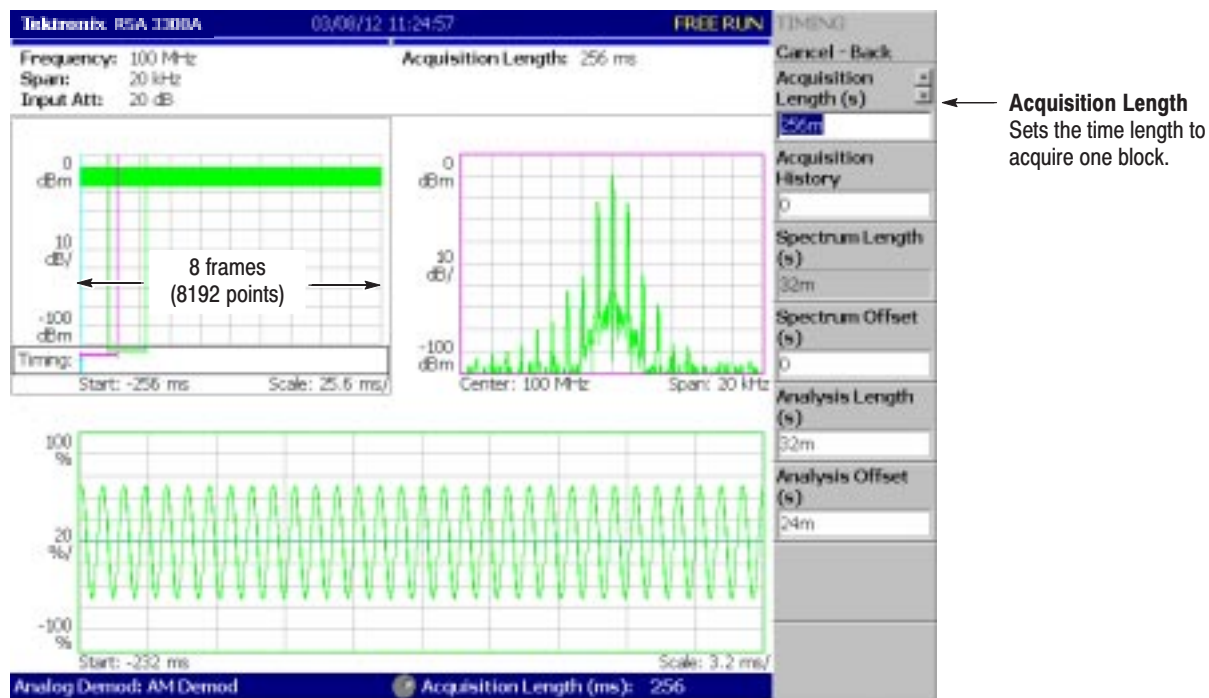 Tektronix RSA 3300A 03/08/12 11:24:57 FREE RUN
Frequency: 100 MHz
Span: 20 kHz
Input Att: 20 dB
Acquisition Length: 256 ms
0
dBm
10
dB/
-100
dBm
8 frames
(8192 points)
Timing:
Start: -256 ms Scale: 25.6 ms/
0
dBm
10
dB/
-100
dBm
Center: 100 MHz Span: 20 kHz
100
%
20
%/
-100
%
Start: -232 ms Scale: 3.2 ms/
Analog Demod: AM Demod Acquisition Length (ms): 256
TIMING
Cancel - Back
Acquisition
Length (s)
256m
Acquisition
History
0
Spectrum Length
(s)
32m
Spectrum Offset
(s)
0
Analysis Length
(s)
32m
Analysis Offset
(s)
24m
Acquisition Length
Sets the time length to
acquire one block.